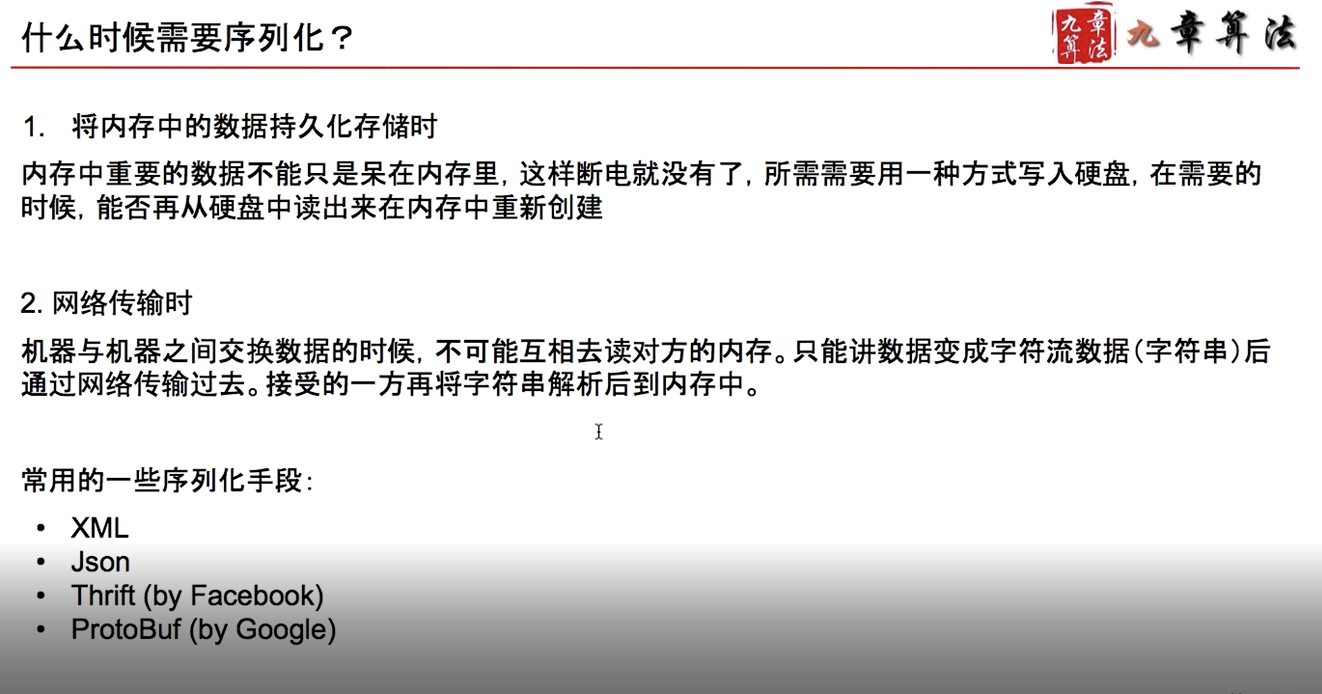 什么时候需要序列化？
九章算法
九章算法
1. 将内存中的数据持久化存储时
内存中重要的数据不能只是呆在内存里，这样断电就没有了，所需需要用一种方式写入硬盘，在需要的
时候，能否再从硬盘中读出来在内存中重新创建
2. 网络传输时
机器与机器之间交换数据的时候，不可能互相去读对方的内存。只能讲数据变成字符流数据（字符串）后
通过网络传输过去。接受的一方再将字符串解析后到内存中。
常用的一些序列化手段：
• XML
• Json
• Thrift (by Facebook)
• ProtoBuf (by Google)